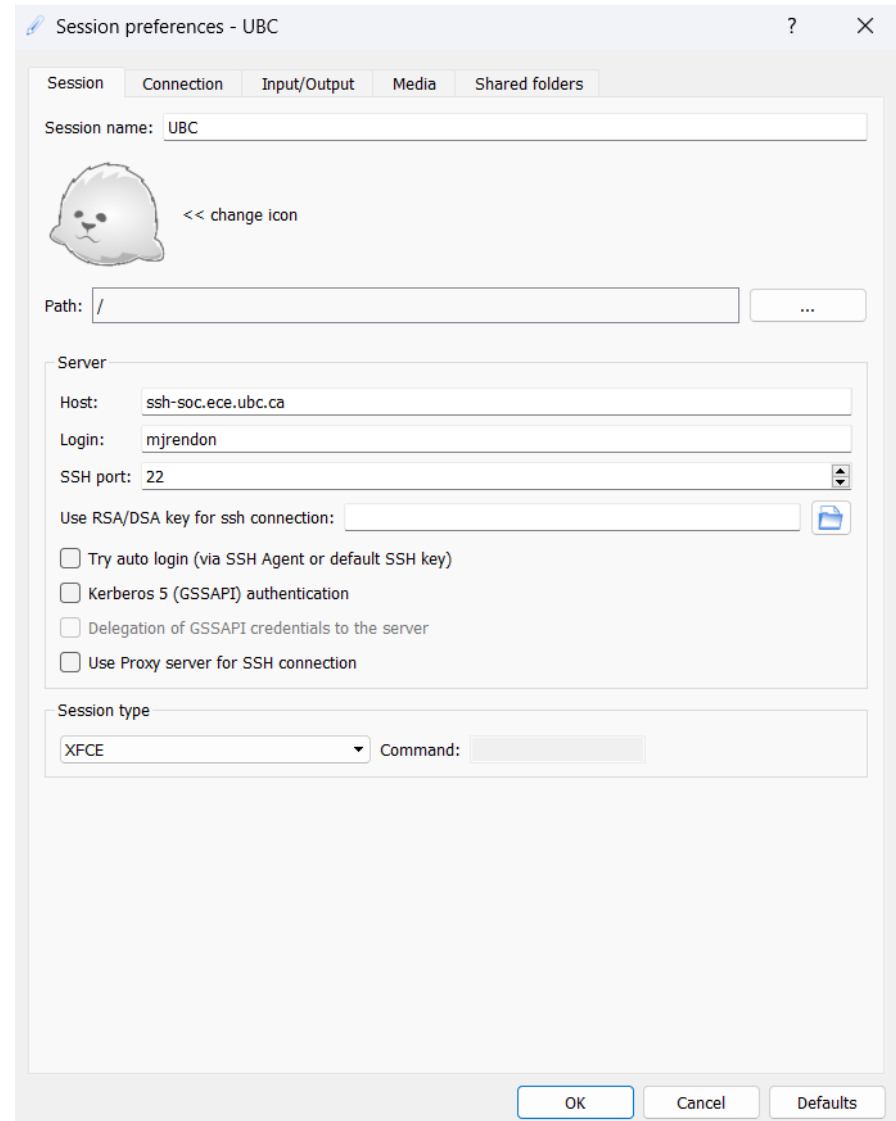 Session preferences - UBC ?
Session Connection Input/Output Media Shared folders
Session name: UBC
<< change icon
Path: / ...
Server
Host: ssh-soc.ece.ubc.ca
Login: mjrendon
SSH port: 22
Use RSA/DSA key for ssh connection:
Try auto login (via SSH Agent or default SSH key)
Kerberos 5 (GSSAPI) authentication
Delegation of GSSAPI credentials to the server
Use Proxy server for SSH connection
Session type
XFCE Command:
OK Cancel Defaults